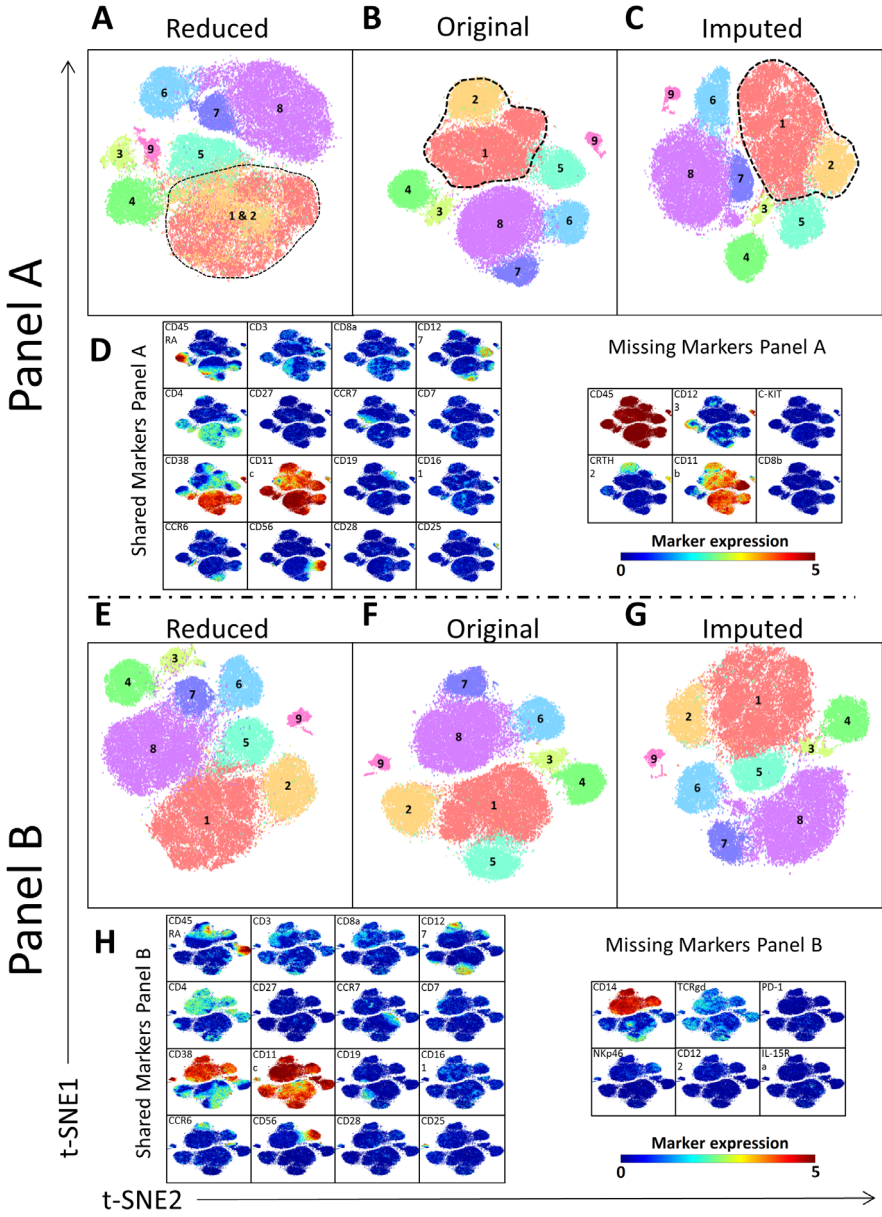 A Reduced
B Original
C Imputed
6
8
7
3
9
5
4
1 & 2
2
1
9
5
4
3
8
6
7
9
6
1
8
7
2
3
5
4
Panel A
D
Shared Markers Panel A
CD45
RA
CD3
CD8a
CD12
7
CD4
CD27
CCR7
CD7
CD38
CD11
c
CD19
CD16
1
CCR6
CD56
CD28
CD25
Missing Markers Panel A
CD45
CD12
3
C-KIT
CRTH
2
CD11
b
CD8b
Marker expression
0 5
E Reduced
F Original
G Imputed
3
4
7
6
9
8
5
2
1
7
6
8
9
3
4
2
1
5
1
2
4
3
9
5
6
8
7
Panel B
H
Shared Markers Panel B
CD45
RA
CD3
CD8a
CD12
7
CD4
CD27
CCR7
CD7
CD38
CD11
c
CD19
CD16
1
CCR6
CD56
CD28
CD25
Missing Markers Panel B
CD14
TCRgd
PD-1
NKp46
CD12
2
IL-15R
a
Marker expression
0 5
t-SNE1
t-SNE2